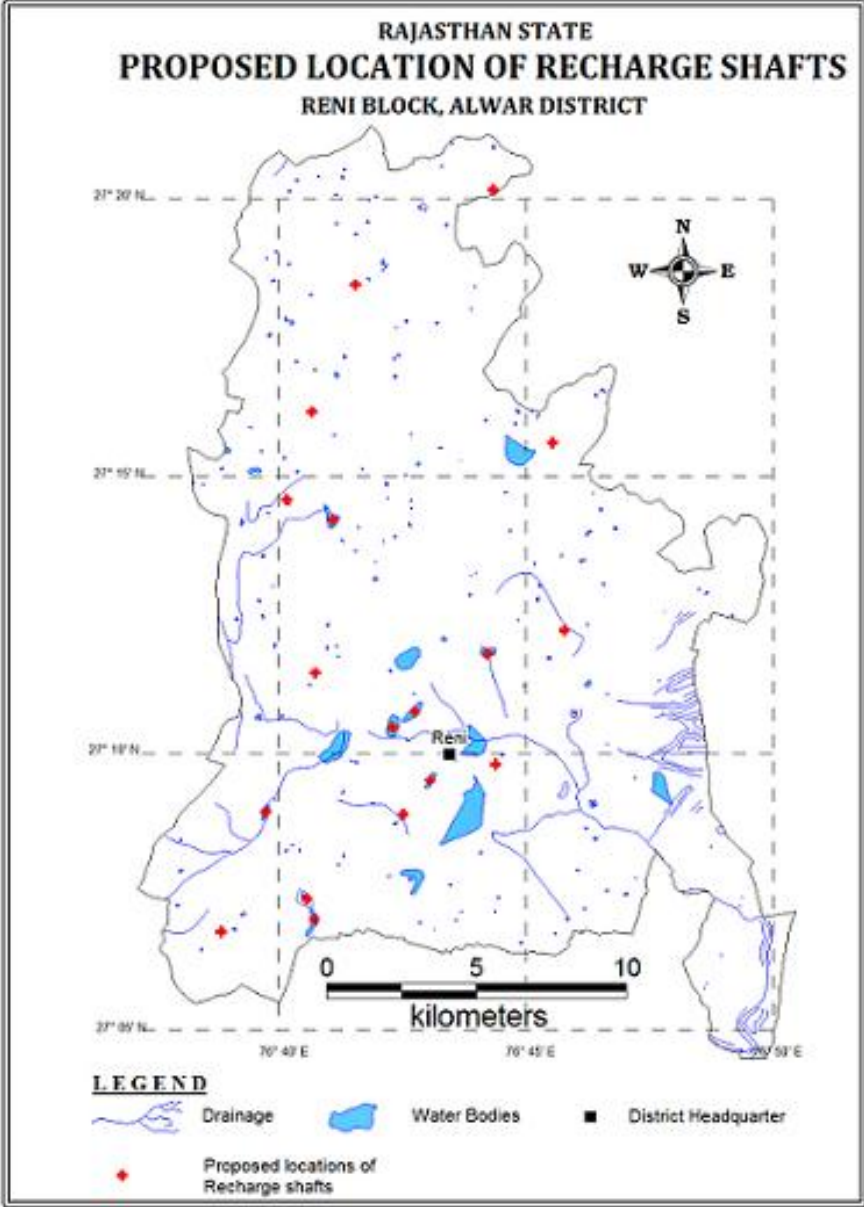 RAJASTHAN STATE
PROPOSED LOCATION OF RECHARGE SHAFTS
RENI BLOCK, ALWAR DISTRICT
27° 20' N
N
W E
S
27° 15' N
Reni
27° 10' N
0 5 10
kilometers
27° 05' N
76° 40' E 76° 45' E 50' E
LEGEND
Drainage Water Bodies District Headquarter
Proposed locations of
Recharge shafts